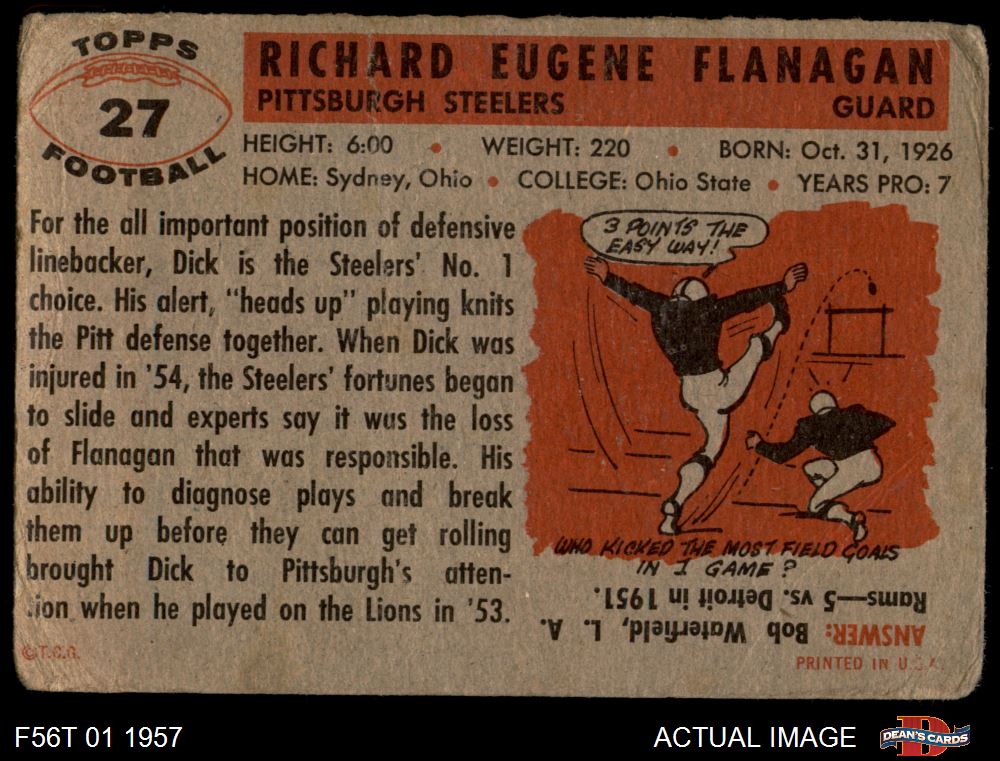 TOPPS
27
FOOTBALL
RICHARD EUGENE FLANAGAN
PITTSBURGH STEELERS GUARD
HEIGHT: 6:00 • WEIGHT: 220 • BORN: Oct. 31, 1926
HOME: Sydney, Ohio • COLLEGE: Ohio State • YEARS PRO: 7
For the all important position of defensive
linebacker, Dick is the Steelers' No. 1
choice. His alert, "heads up" playing knits
the Pitt defense together. When Dick was
injured in '54, the Steelers' fortunes began
to slide and experts say it was the loss
of Flanagan that was responsible. His
ability to diagnose plays and break
them up before they can get rolling
brought Dick to Pittsburgh's atten-
tion when he played on the Lions in '53.
©T.C.G.
3 POINTS THE
EASY WAY!
WHO KICKED THE MOST FIELD GOALS
IN 1 GAME?
ANSWER: Bob Waterfield, L. A.
Rams—5 vs. Detroit in 1951.
PRINTED IN U.S.A.
F56T 01 1957
ACTUAL IMAGE
D
DEAN'S CARDS